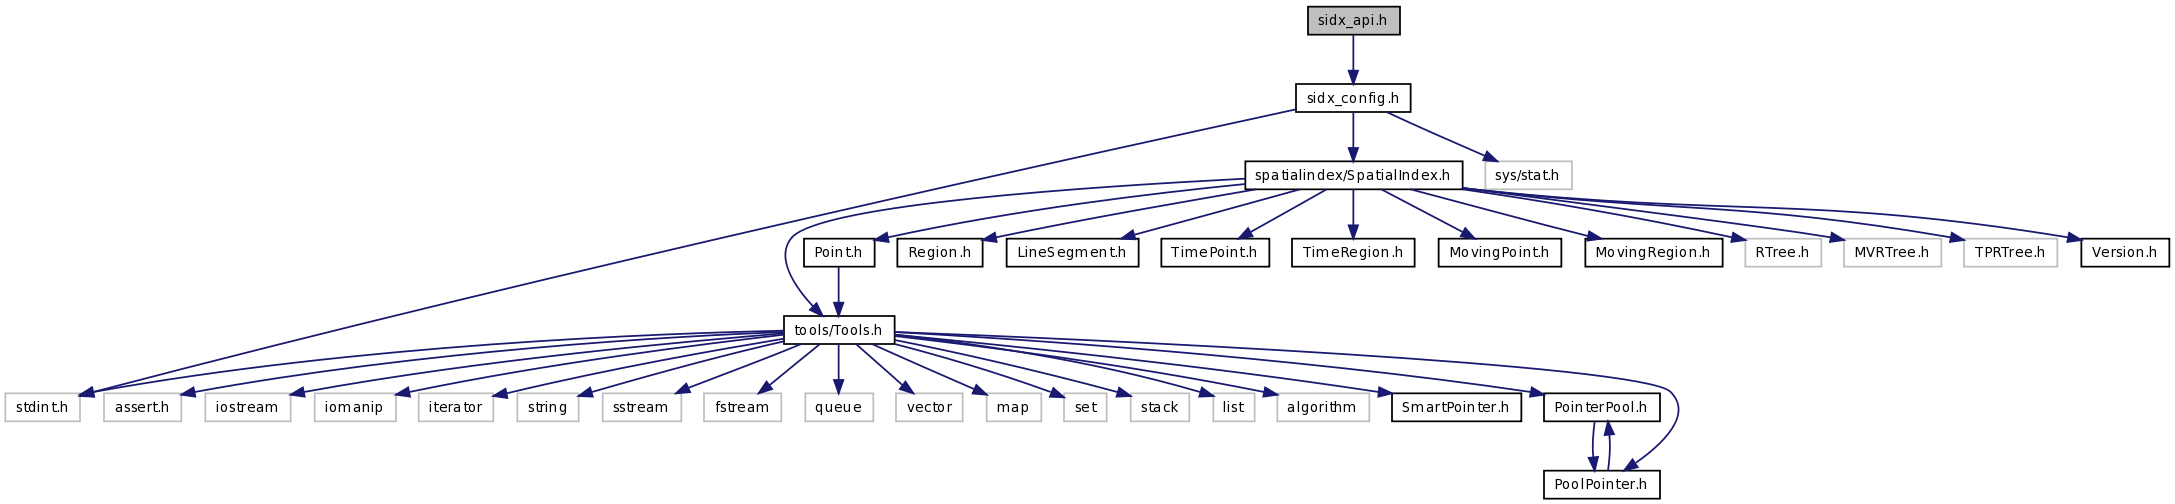 sidx_api.h
sidx_config.h
spatialindex/SpatialIndex.h
sys/stat.h
Point.h
Region.h
LineSegment.h
TimePoint.h
TimeRegion.h
MovingPoint.h
MovingRegion.h
RTree.h
MVRTree.h
TPRTree.h
Version.h
tools/Tools.h
stdint.h
assert.h
iostream
iomanip
iterator
string
sstream
fstream
queue
vector
map
set
stack
list
algorithm
SmartPointer.h
PointerPool.h
PoolPointer.h